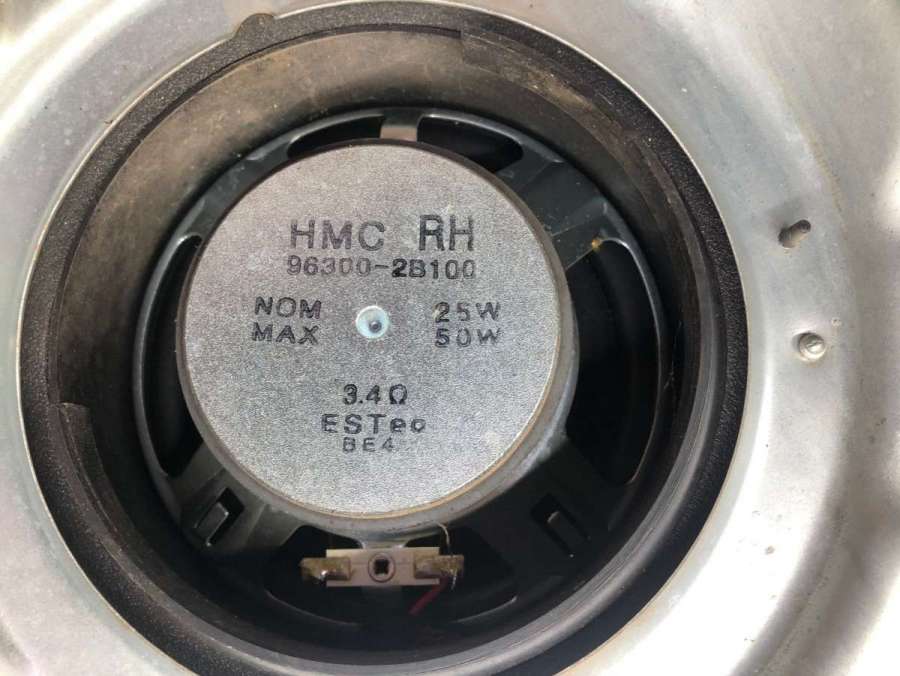 HMC RH
96300-2B100
NOM 25W
MAX 50W
3.4Ω
ESTec
BE4